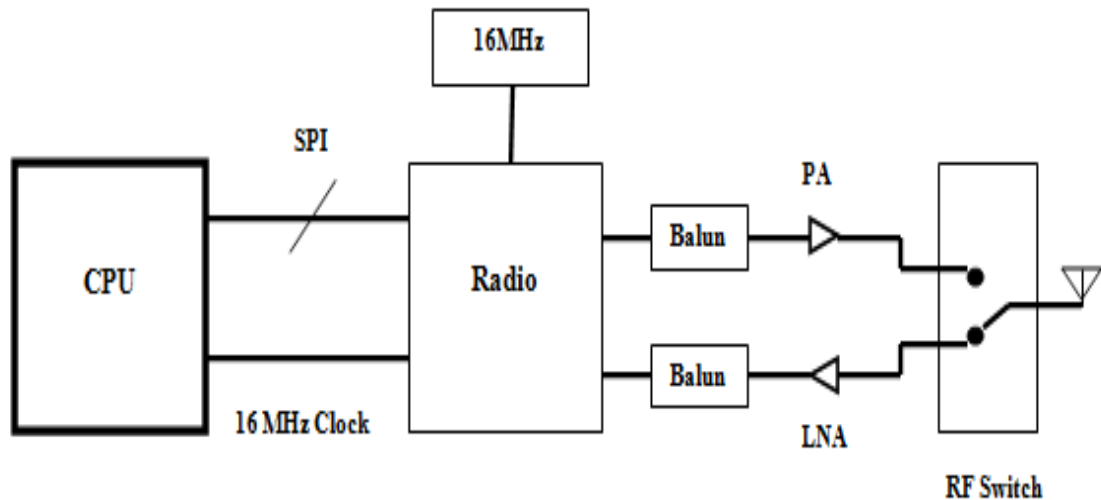 16MHz
SPI
PA
CPU
Radio
Balun
Balun
16 MHz Clock
LNA
RF Switch